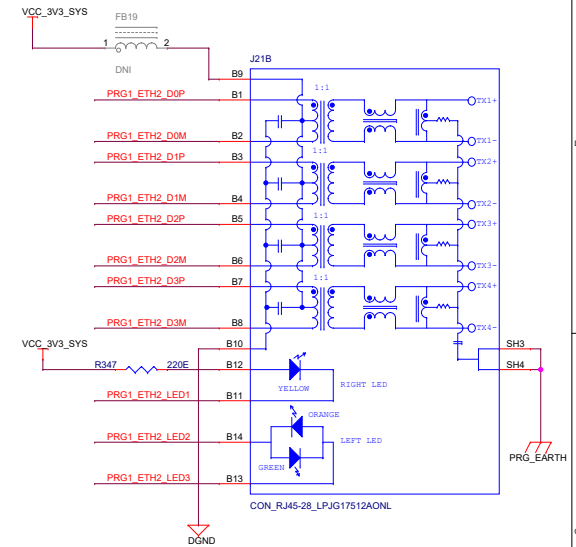 VCC_3V3_SYS
FB19
1 2
DNI
J21B
B9
1:1
PRG1_ETH2_D0P B1 TX1+
PRG1_ETH2_D0M B2 TX1-
1:1
PRG1_ETH2_D1P B3 TX2+
PRG1_ETH2_D1M B4 TX2-
1:1
PRG1_ETH2_D2P B5 TX3+
PRG1_ETH2_D2M B6 TX3-
1:1
PRG1_ETH2_D3P B7 TX4+
PRG1_ETH2_D3M B8 TX4-
VCC_3V3_SYS B10 SH3
R347 220E B12 SH4
YELLOW RIGHT LED
PRG1_ETH2_LED1 B11
ORANGE
PRG1_ETH2_LED2 B14 LEFT LED
GREEN
PRG_EARTH
PRG1_ETH2_LED3 B13
CON_RJ45-28_LPJG17512AONL
DGND